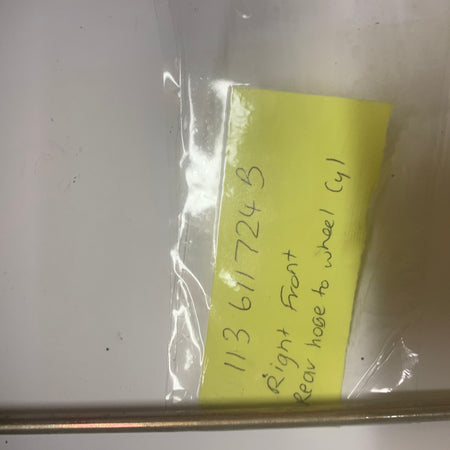 113 611 724 B
Right Front
Rear hose to wheel Cyl